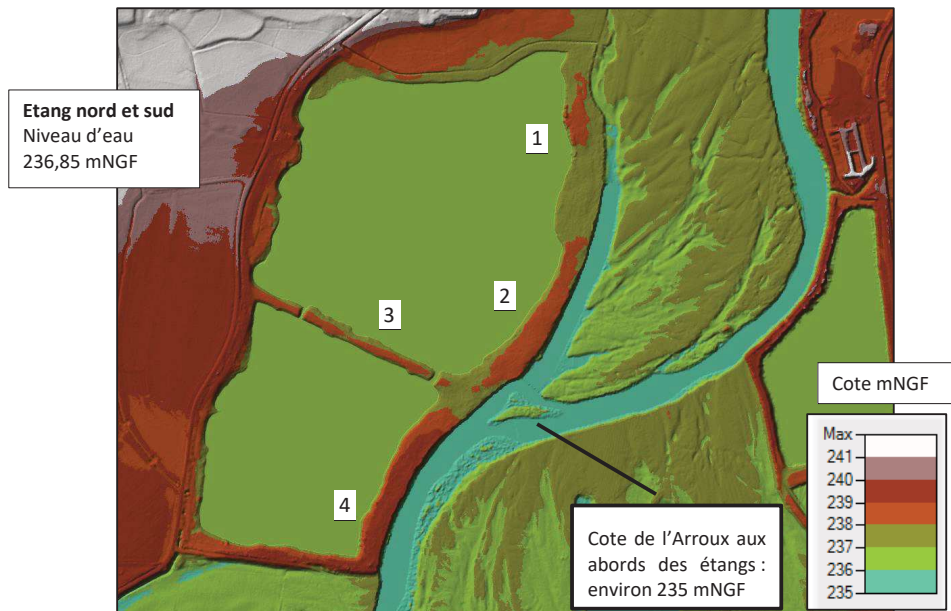 Etang nord et sud
Niveau d'eau
236,85 mNGF
1
2
3
4
Cote mNGF
Max
241
240
239
238
237
236
235
Cote de l'Arroux aux
abords des étangs :
environ 235 mNGF